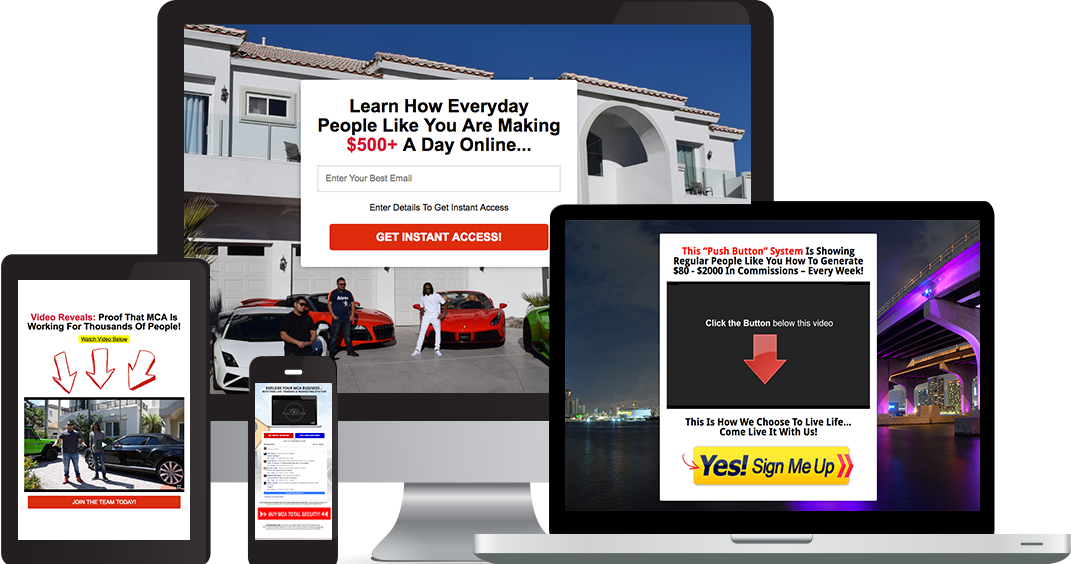 Learn How Everyday
People Like You Are Making
$500+ A Day Online...
Enter Your Best Email
Enter Details To Get Instant Access
GET INSTANT ACCESS!
This “Push Button” System Is Showing
Regular People Like You How To Generate
$80 - $2000 In Commissions – Every Week!
Click the Button below this video
This Is How We Choose To Live Life...
Come Live It With Us!
Yes! Sign Me Up
Video Reveals: Proof That MCA Is
Working For Thousands Of People!
Watch Video Below
JOIN THE TEAM TODAY!
EXPLODE YOUR MCA BUSINESS...
BUY MCA TOTAL SECUITY!